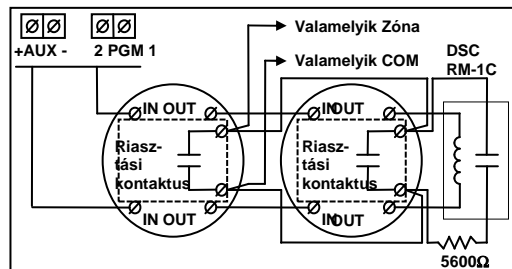 +AUX -
2 PGM 1
Valamelyik Zóna
Valamelyik COM
DSC
RM-1C
IN OUT
IN OUT
Riasz-
tási
kontaktus
Riasz-
tási
kontaktus
IN OUT
IN OUT
5600Ω